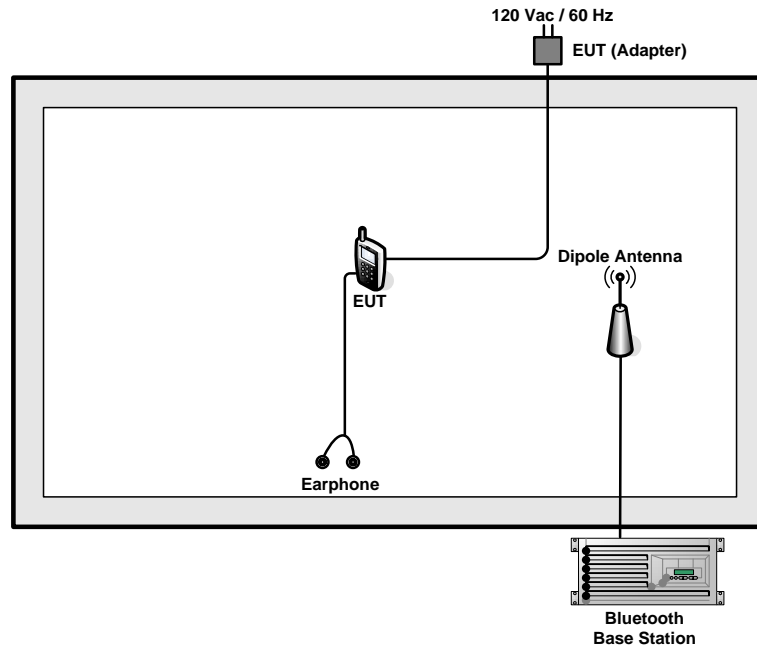 120 Vac / 60 Hz
EUT (Adapter)
Dipole Antenna
EUT
Earphone
Bluetooth
Base Station